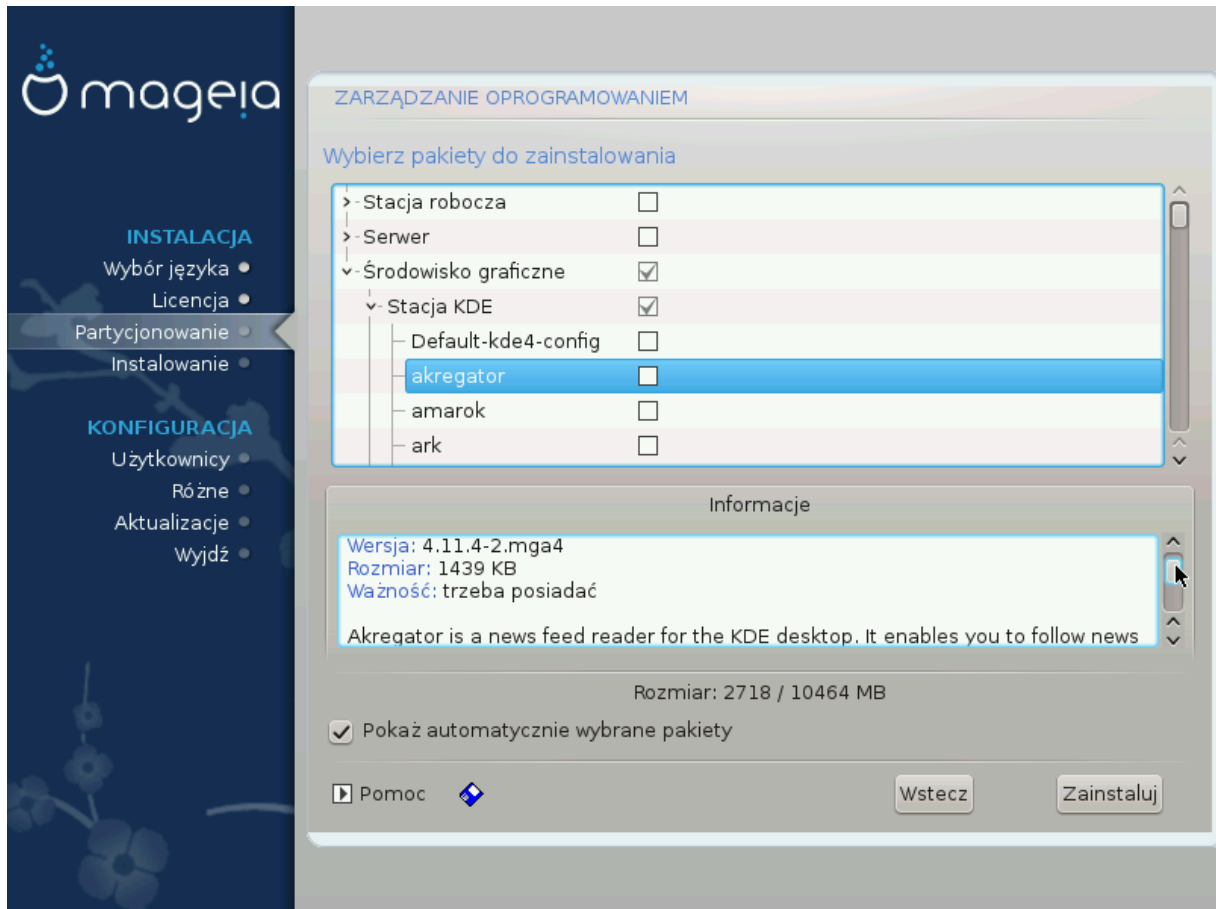 mageia
INSTALACJA
Wybór języka
Licencja
Partycjonowanie
Instalowanie
KONFIGURACJA
Użytkownicy
Różne
Aktualizacje
Wyjdź
ZARZĄDZANIE OPROGRAMOWANIEM
Wybierz pakiety do zainstalowania
Stacja robocza
Serwer
Środowisko graficzne
Stacja KDE
Default-kde4-config
akregator
amarok
ark
Informacje
Wersja: 4.11.4-2.mga4
Rozmiar: 1439 KB
Ważność: trzeba posiadać
Akregator is a news feed reader for the KDE desktop. It enables you to follow news
Rozmiar: 2718 / 10464 MB
Pokaż automatycznie wybrane pakiety
Pomoc
Wstecz
Zainstaluj